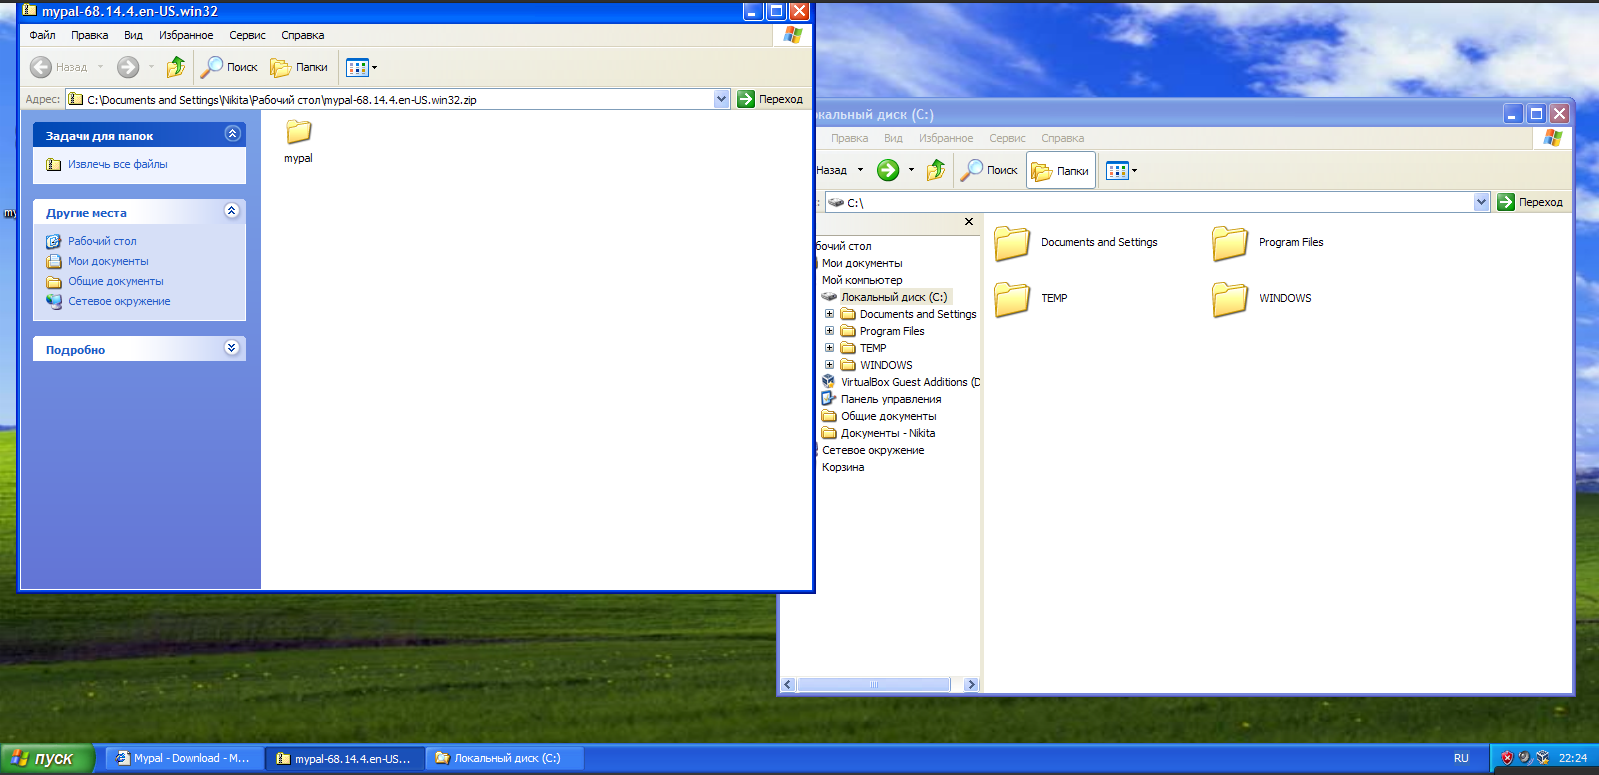 mypal-68.14.4.en-US.win32
Файл Правка Вид Избранное Сервис Справка
Назад Поиск Папки
Адрес: C:\Documents and Settings\Nikita\Рабочий стол\mypal-68.14.4.en-US.win32.zip Переход
Задачи для папок
Извлечь все файлы
Другие места
Рабочий стол
Мои документы
Общие документы
Сетевое окружение
Подробно
mypal
my
кальный диск (C:)
Правка Вид Избранное Сервис Справка
Назад Поиск Папки
: C:\ Переход
бочий стол
Мои документы
Мой компьютер
Локальный диск (C:)
Documents and Settings
Program Files
TEMP
WINDOWS
VirtualBox Guest Additions (D
Панель управления
Общие документы
Документы - Nikita
Сетевое окружение
Корзина
Documents and Settings
Program Files
TEMP
WINDOWS
пуск
Mypal - Download - M...
mypal-68.14.4.en-US...
Локальный диск (C:)
RU
22:24